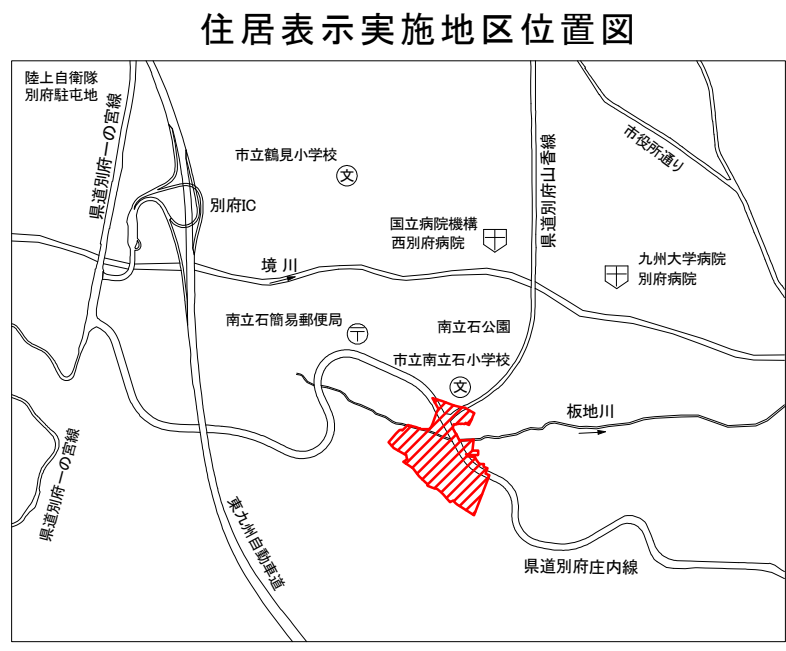 住居表示実施地区位置図
陸上自衛隊
別府駐屯地
県道別府一の宮線
市立鶴見小学校
文
別府IC
市役所通り
県道別府山香線
国立病院機構
西別府病院
九州大学病院
別府病院
境川
南立石簡易郵便局
〒
南立石公園
市立南立石小学校
文
板地川
県道別府一の宮線
東九州自動車道
県道別府庄内線